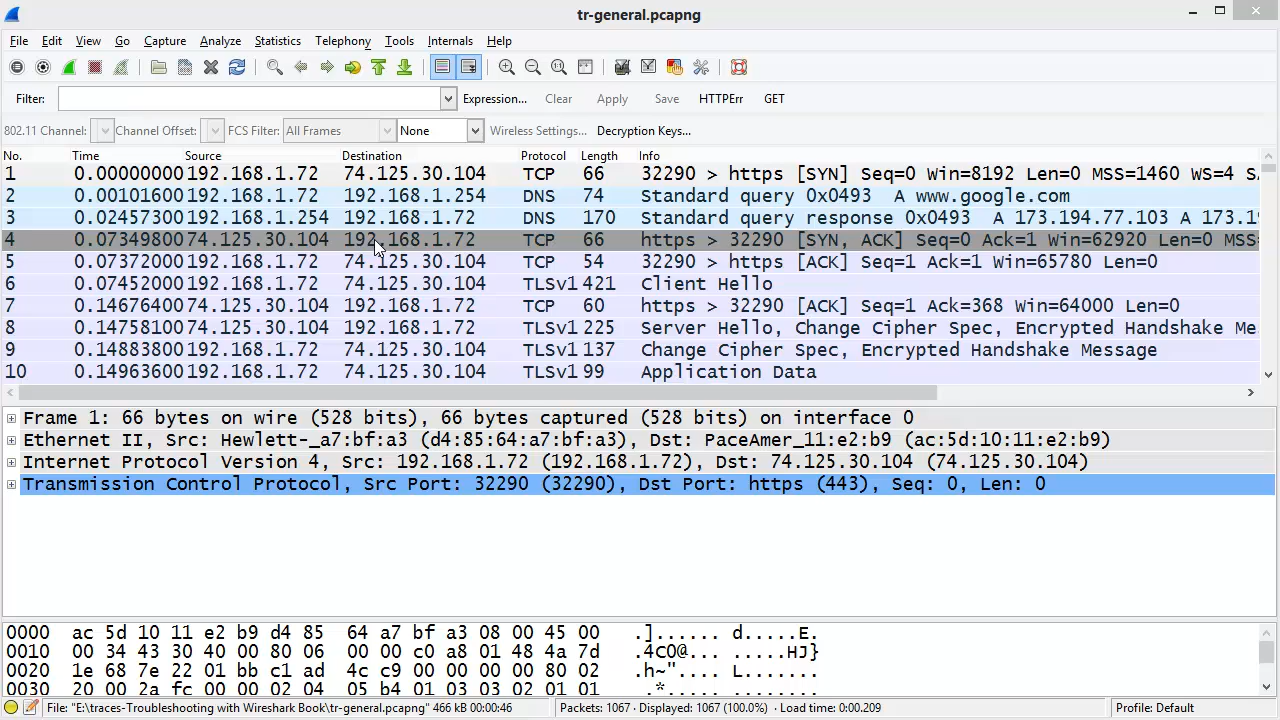 tr-general.pcapng
File Edit View Go Capture Analyze Statistics Telephony Tools Internals Help
Filter: Expression... Clear Apply Save HTTPErr GET
802.11 Channel: Channel Offset: FCS Filter: All Frames None Wireless Settings... Decryption Keys...
No. Time Source Destination Protocol Length Info
1 0.00000000 192.168.1.72 74.125.30.104 TCP 66 32290 > https [SYN] Seq=0 Win=8192 Len=0 MSS=1460 WS=4
2 0.00101600 192.168.1.72 192.168.1.254 DNS 74 Standard query 0x0493 A www.google.com
3 0.02457300 192.168.1.254 192.168.1.72 DNS 170 Standard query response 0x0493 A 173.194.77.103 A 173.19
4 0.07349800 74.125.30.104 192.168.1.72 TCP 66 https > 32290 [SYN, ACK] Seq=0 Ack=1 Win=62920 Len=0 MSS=
5 0.07372000 192.168.1.72 74.125.30.104 TCP 54 32290 > https [ACK] Seq=1 Ack=1 Win=65780 Len=0
6 0.07452000 192.168.1.72 74.125.30.104 TLSv1 421 Client Hello
7 0.14676400 74.125.30.104 192.168.1.72 TCP 60 https > 32290 [ACK] Seq=1 Ack=368 Win=64000 Len=0
8 0.14758100 74.125.30.104 192.168.1.72 TLSv1 225 Server Hello, Change Cipher Spec, Encrypted Handshake Me
9 0.14883800 192.168.1.72 74.125.30.104 TLSv1 137 Change Cipher Spec, Encrypted Handshake Message
10 0.14963600 192.168.1.72 74.125.30.104 TLSv1 99 Application Data
Frame 1: 66 bytes on wire (528 bits), 66 bytes captured (528 bits) on interface 0
Ethernet II, Src: Hewlett-_a7:bf:a3 (d4:85:64:a7:bf:a3), Dst: PaceAmer_11:e2:b9 (ac:5d:10:11:e2:b9)
Internet Protocol Version 4, Src: 192.168.1.72 (192.168.1.72), Dst: 74.125.30.104 (74.125.30.104)
Transmission Control Protocol, Src Port: 32290 (32290), Dst Port: https (443), Seq: 0, Len: 0
0000 ac 5d 10 11 e2 b9 d4 85 64 a7 bf a3 08 00 45 00 .]...... d.....E.
0010 00 34 43 30 40 00 80 06 00 00 c0 a8 01 48 4a 7d .4C0@... .....HJ}
0020 1e 68 7e 22 01 bb c1 ad 4c c9 00 00 00 00 80 02 .h~".... L.......
0030 20 00 2a fc 00 00 02 04 05 b4 01 03 03 02 01 01 .*..... ........
File: "E:\traces-Troubleshooting with Wireshark Book\tr-general.pcapng" 466 kB 00:00:46 Packets: 1067 · Displayed: 1067 (100.0%) · Load time: 0:00.209 Profile: Default